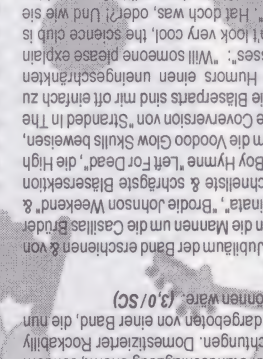 chtungen. Domestizierter Rockabilly
dargeboten von einer Band, die nun
onnen wäre. (3,0/SC)
Jubiläum der Band erschienen & von
in die Mannen um die Casillas Brüder
inata", "Brodie Johnson Weekend" &
chnellste & schrägste Bläsersektion
Boy Hymne "Left For Dead", die High
m die Voodoo Glow Skulls beweisen,
e Coverversion von "Stranded In The
ie Bläserparts sind mir oft einfach zu
Humors einen uneingeschränkten
sses": "Will someone please explain
't look very cool, the science club is
" Hat doch was, oder?! Und wie sie